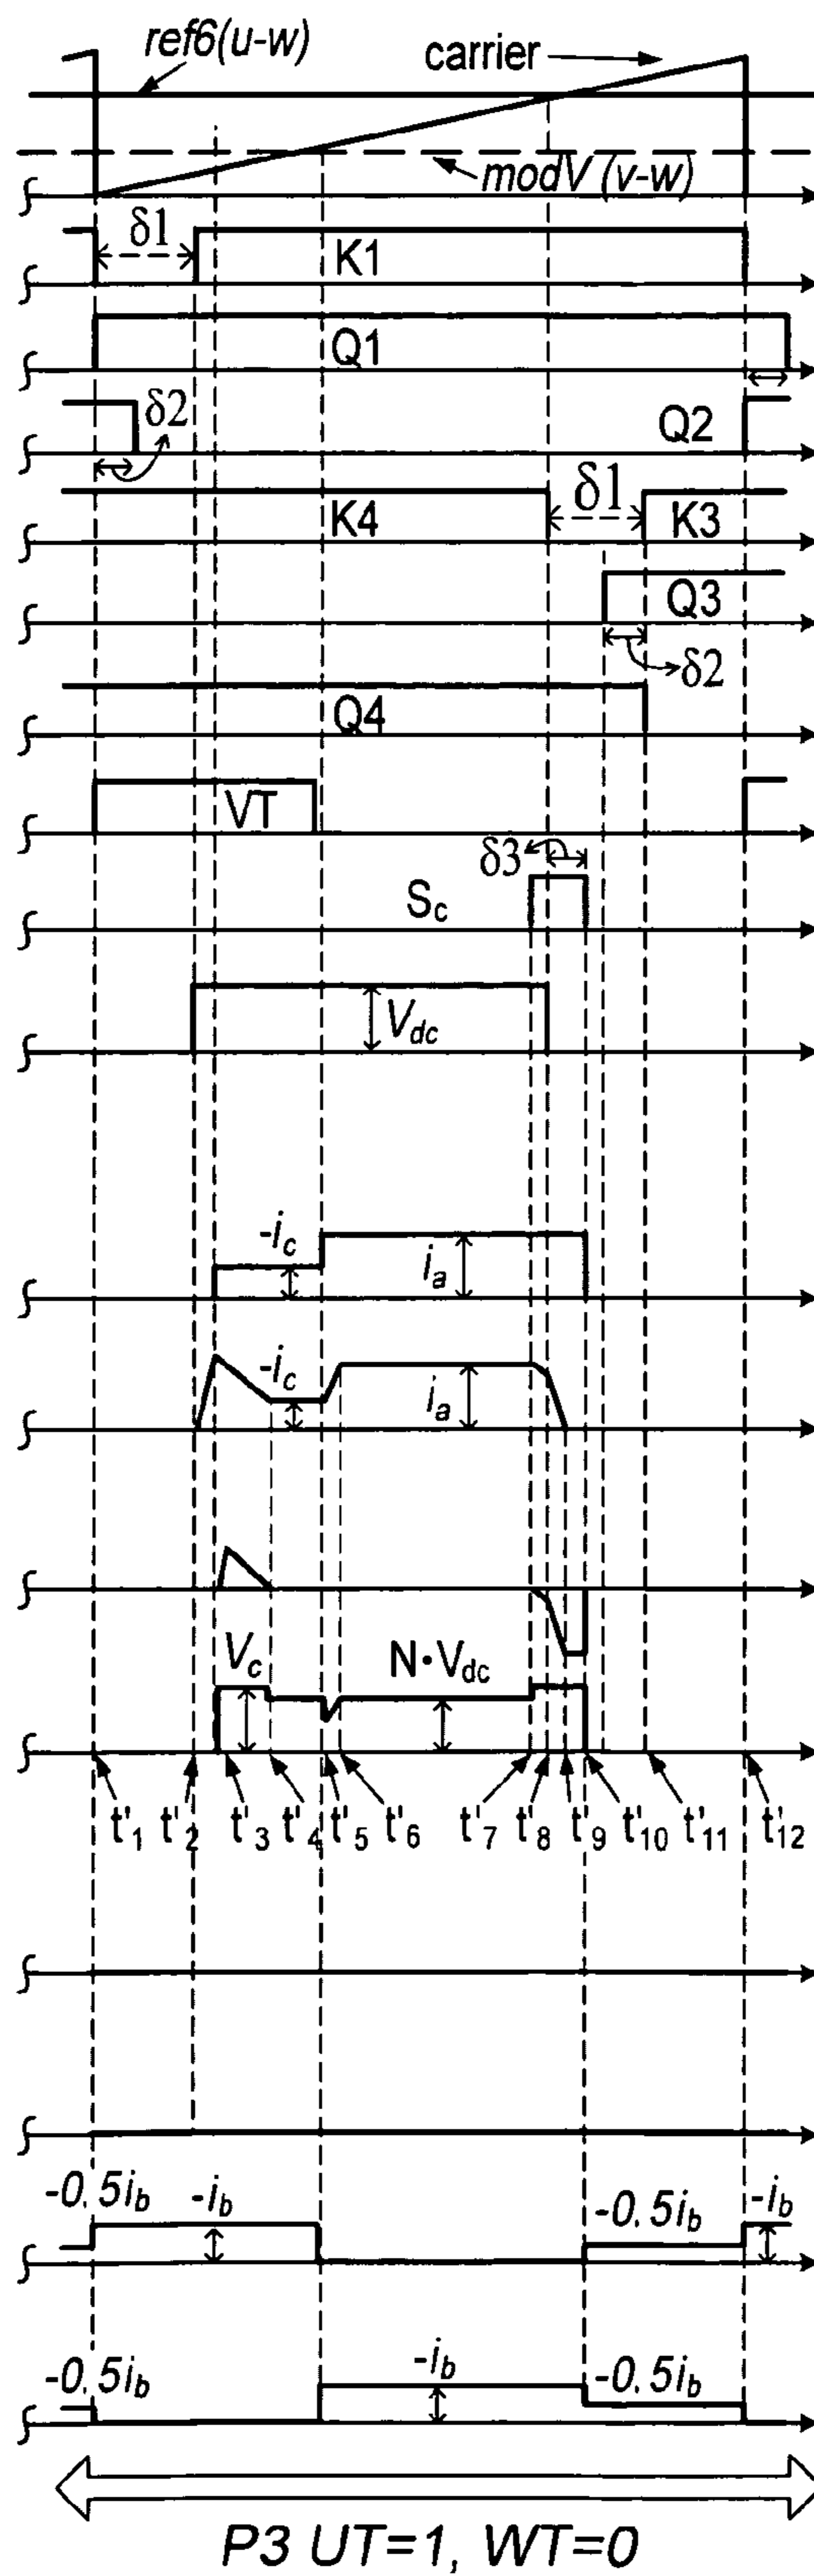 ref6(u-w)
carrier
modV(v-w)
δ1
K1
Q1
δ2
Q2
K4
δ1
K3
Q3
δ2
Q4
VT
δ3
Sc
Vdc
-ic
ia
-ic
ia
Vc
N·Vdc
t'1 t'2 t'3 t'4 t'5 t'6 t'7 t'8 t'9 t'10 t'11 t'12
-0.5ib -ib -0.5ib -ib
-0.5ib -ib -0.5ib
P3 UT=1, WT=0